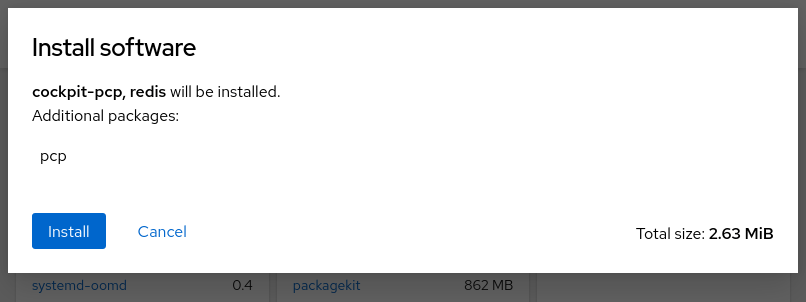 Install software
cockpit-pcp, redis will be installed.
Additional packages:
pcp
Install Cancel Total size: 2.63 MiB
systemd-oomd 0.4 packagekit 862 MB